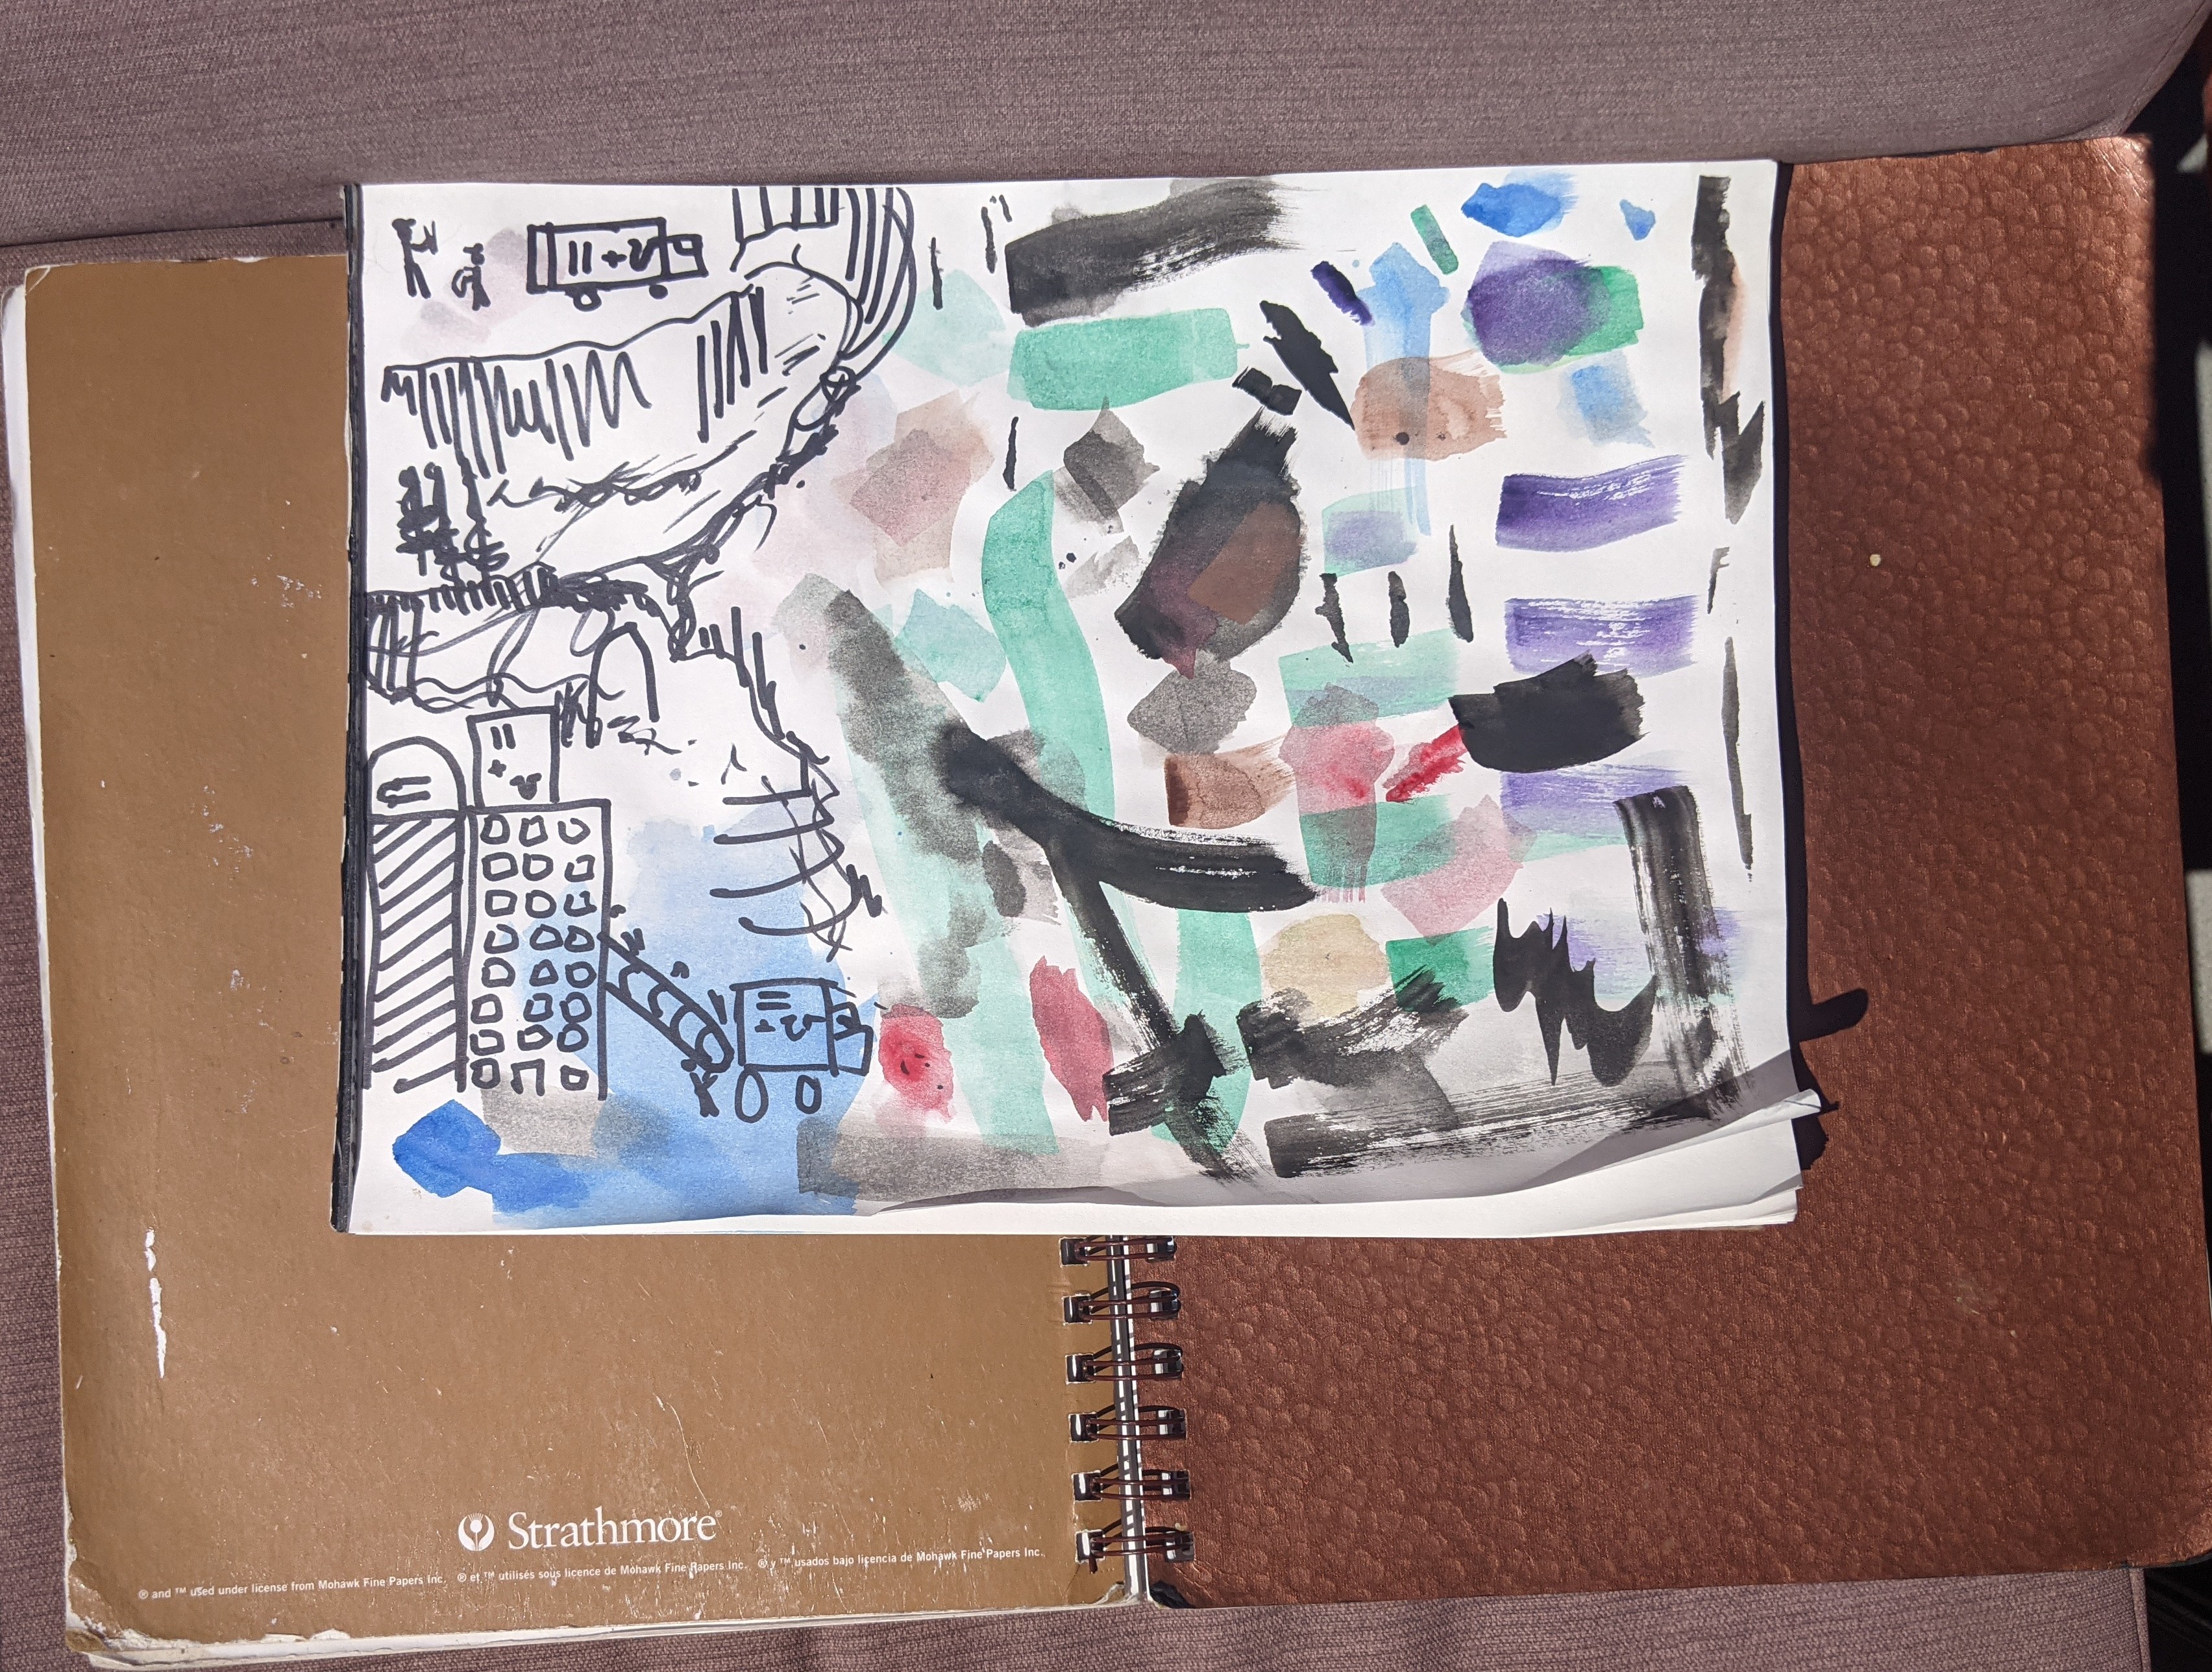 Strathmore®
® and ™ used under license from Mohawk Fine Papers Inc. ® et ™ utilisés sous licence de Mohawk Fine Papers Inc. ® y ™ usados bajo licencia de Mohawk Fine Papers Inc.